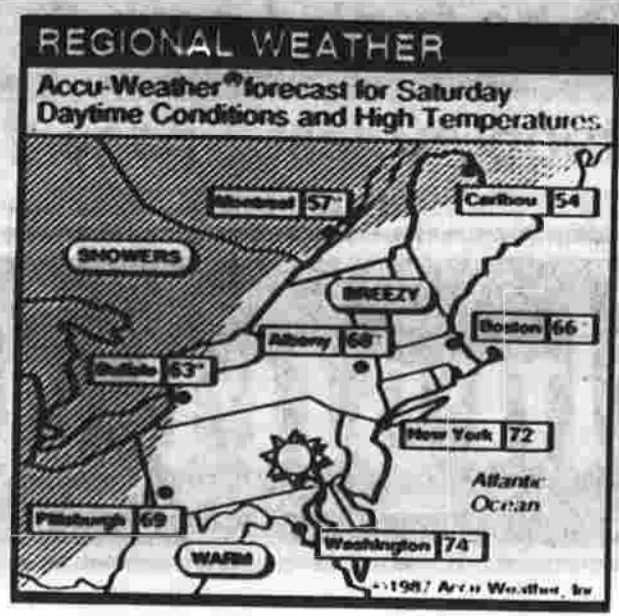 REGIONAL WEATHER
Accu-Weather® forecast for Saturday
Daytime Conditions and High Temperatures
Montreal 57°
Caribou 54
SHOWERS
BREEZY
Boston 66°
Albany 68°
Buffalo 63°
New York 72
Atlantic
Ocean
Pittsburgh 69
Washington 74
WARM
©1987 Accu-Weather, Inc